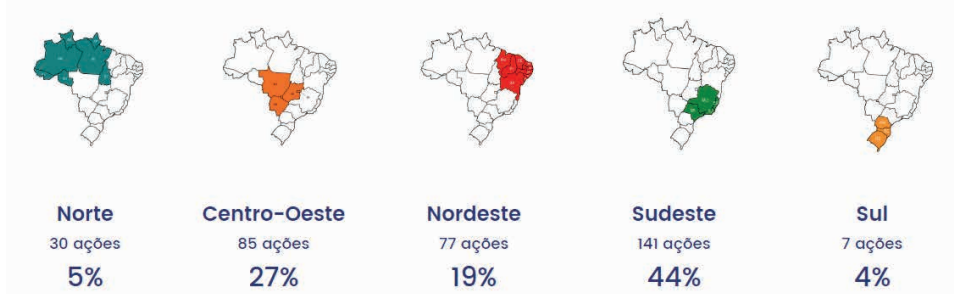 Norte
30 ações
5%
Centro-Oeste
85 ações
27%
Nordeste
77 ações
19%
Sudeste
141 ações
44%
Sul
7 ações
4%